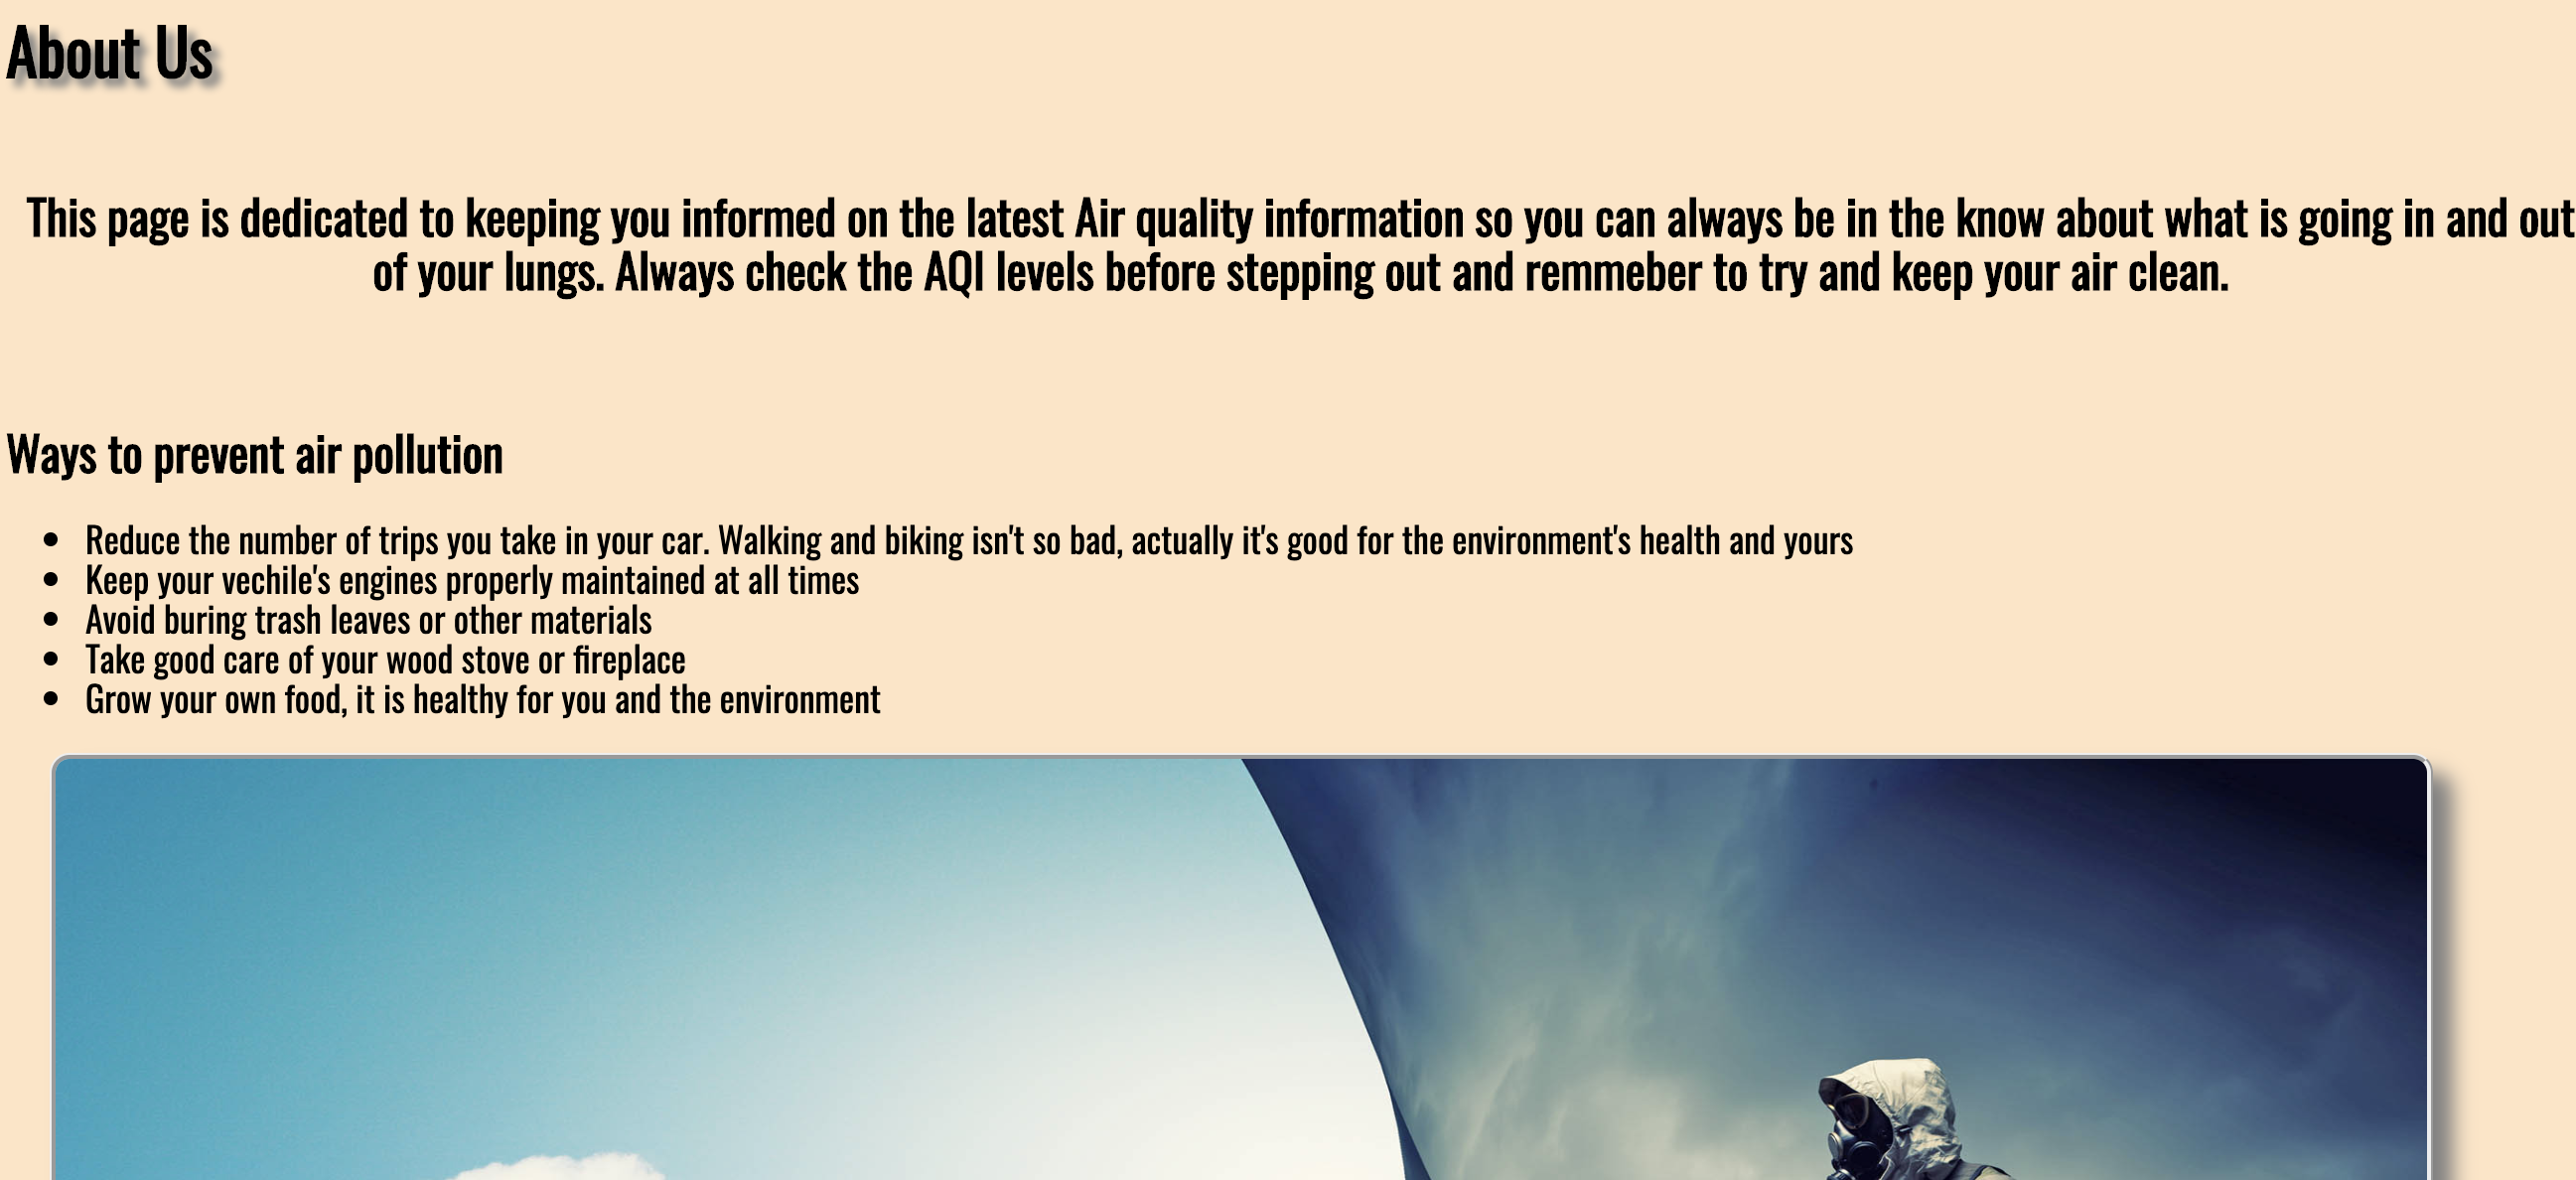 About Us
This page is dedicated to keeping you informed on the latest Air quality information so you can always be in the know about what is going in and out
of your lungs. Always check the AQI levels before stepping out and remmeber to try and keep your air clean.
Ways to prevent air pollution
• Reduce the number of trips you take in your car. Walking and biking isn't so bad, actually it's good for the environment's health and yours
• Keep your vechile's engines properly maintained at all times
• Avoid buring trash leaves or other materials
• Take good care of your wood stove or fireplace
• Grow your own food, it is healthy for you and the environment